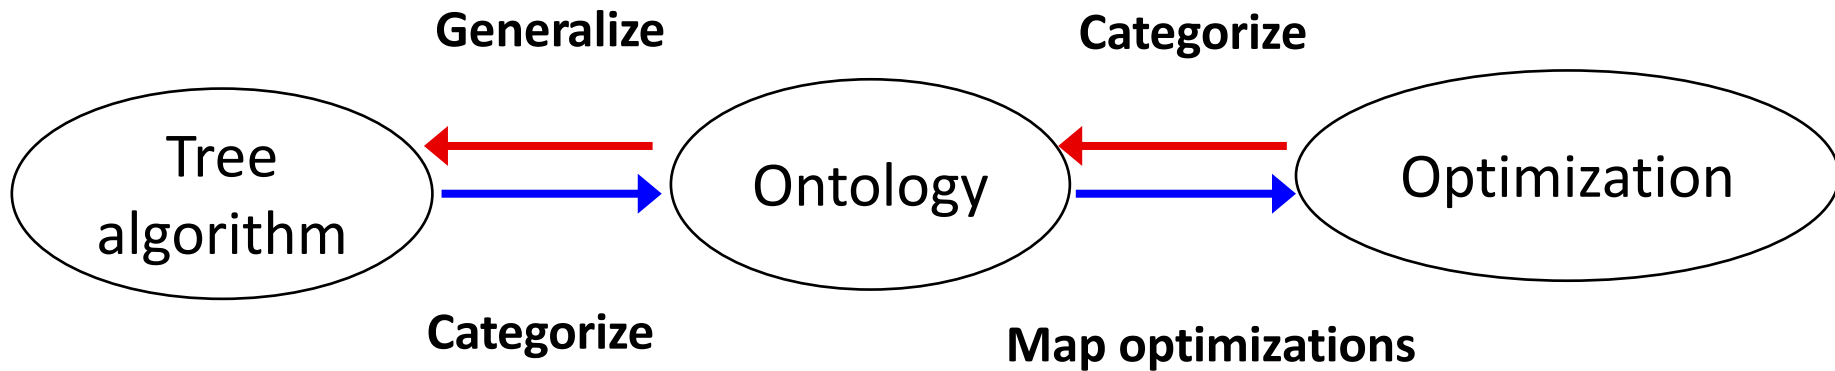 Generalize
Categorize
Tree
algorithm
Ontology
Optimization
Categorize
Map optimizations